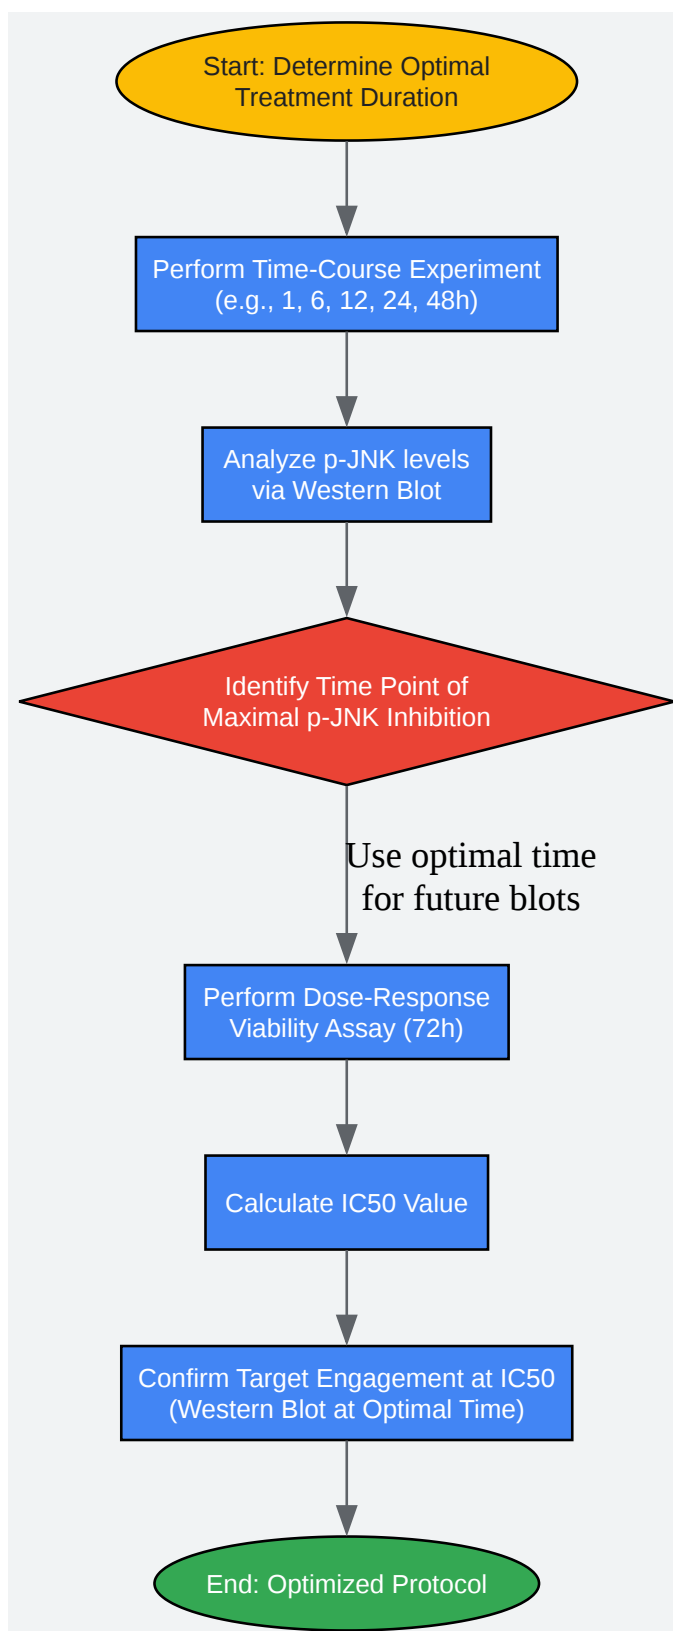 Start: Determine Optimal
Treatment Duration
Perform Time-Course Experiment
(e.g., 1, 6, 12, 24, 48h)
Analyze p-JNK levels
via Western Blot
Identify Time Point of
Maximal p-JNK Inhibition
Use optimal time
for future blots
Perform Dose-Response
Viability Assay (72h)
Calculate IC50 Value
Confirm Target Engagement at IC50
(Western Blot at Optimal Time)
End: Optimized Protocol